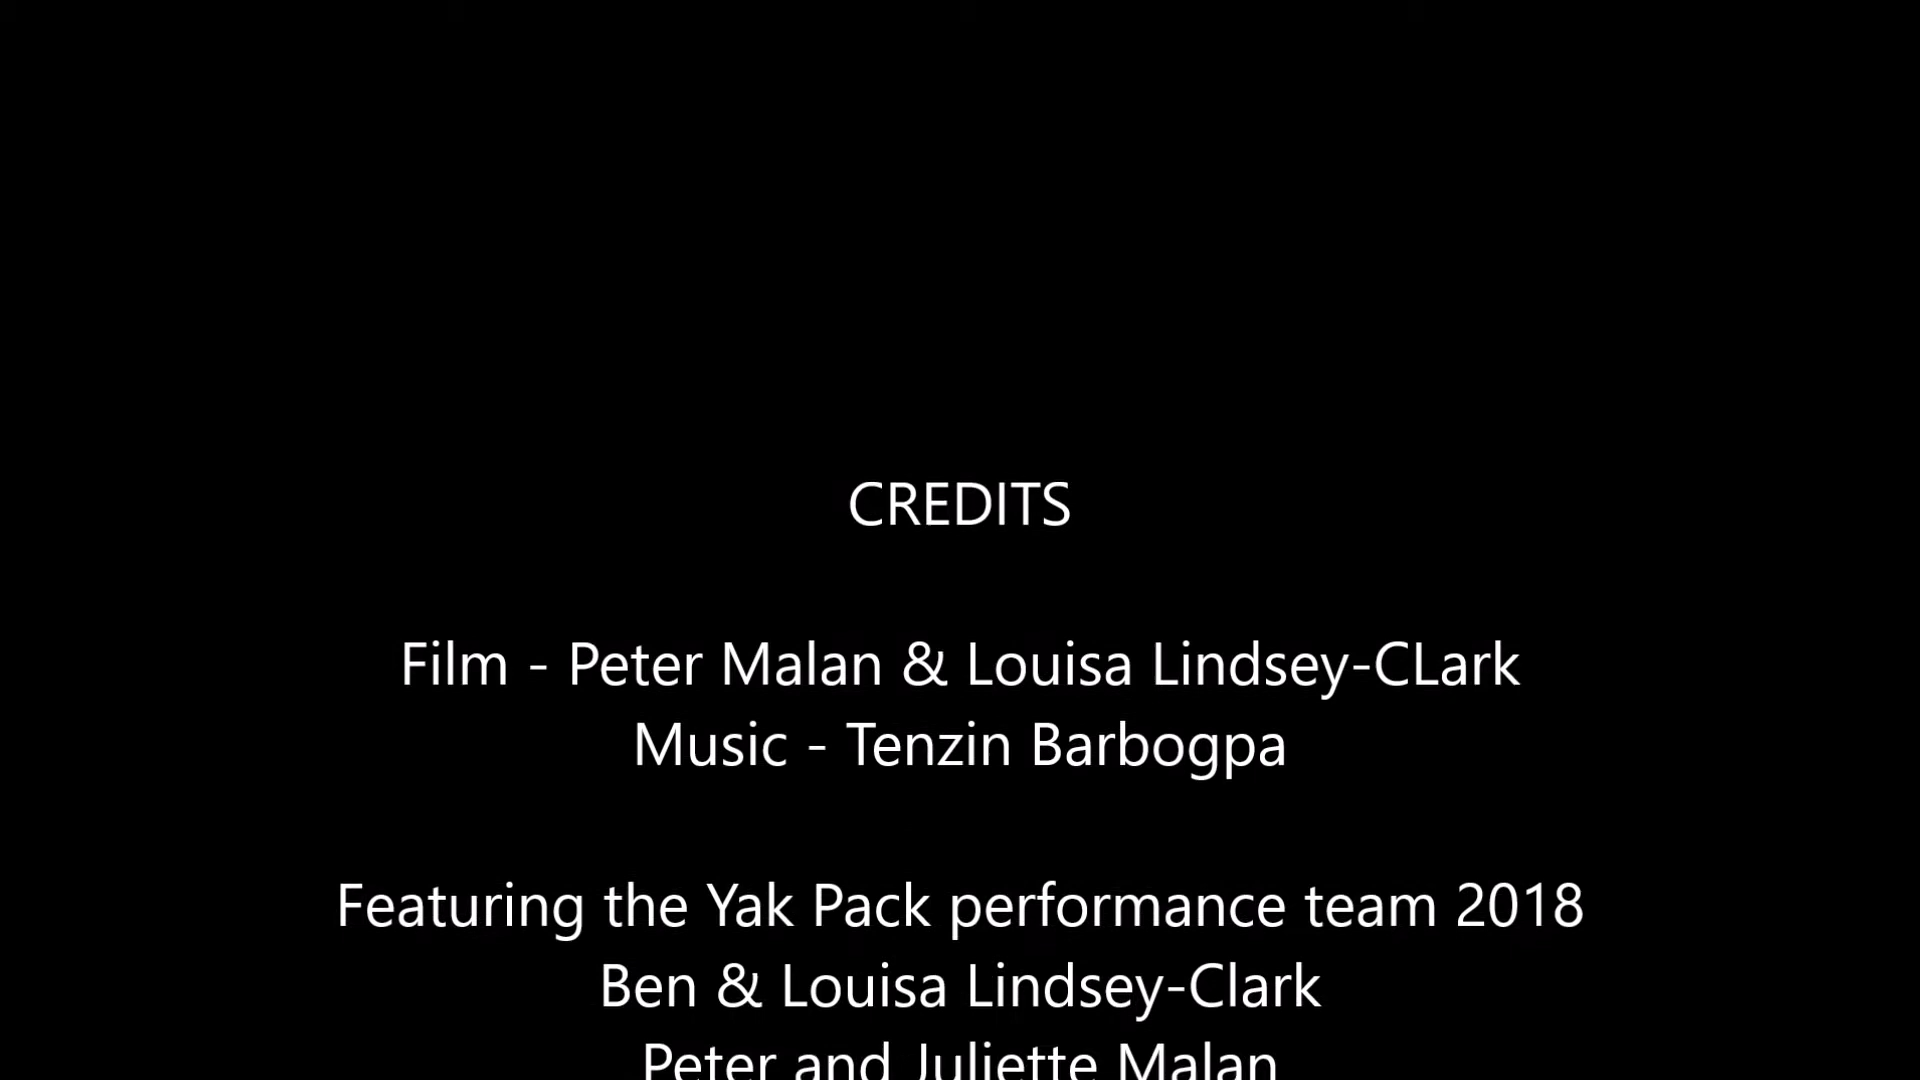 CREDITS
Film - Peter Malan & Louisa Lindsey-CLark
Music - Tenzin Barbogpa
Featuring the Yak Pack performance team 2018
Ben & Louisa Lindsey-Clark
Peter and Juliette Malan